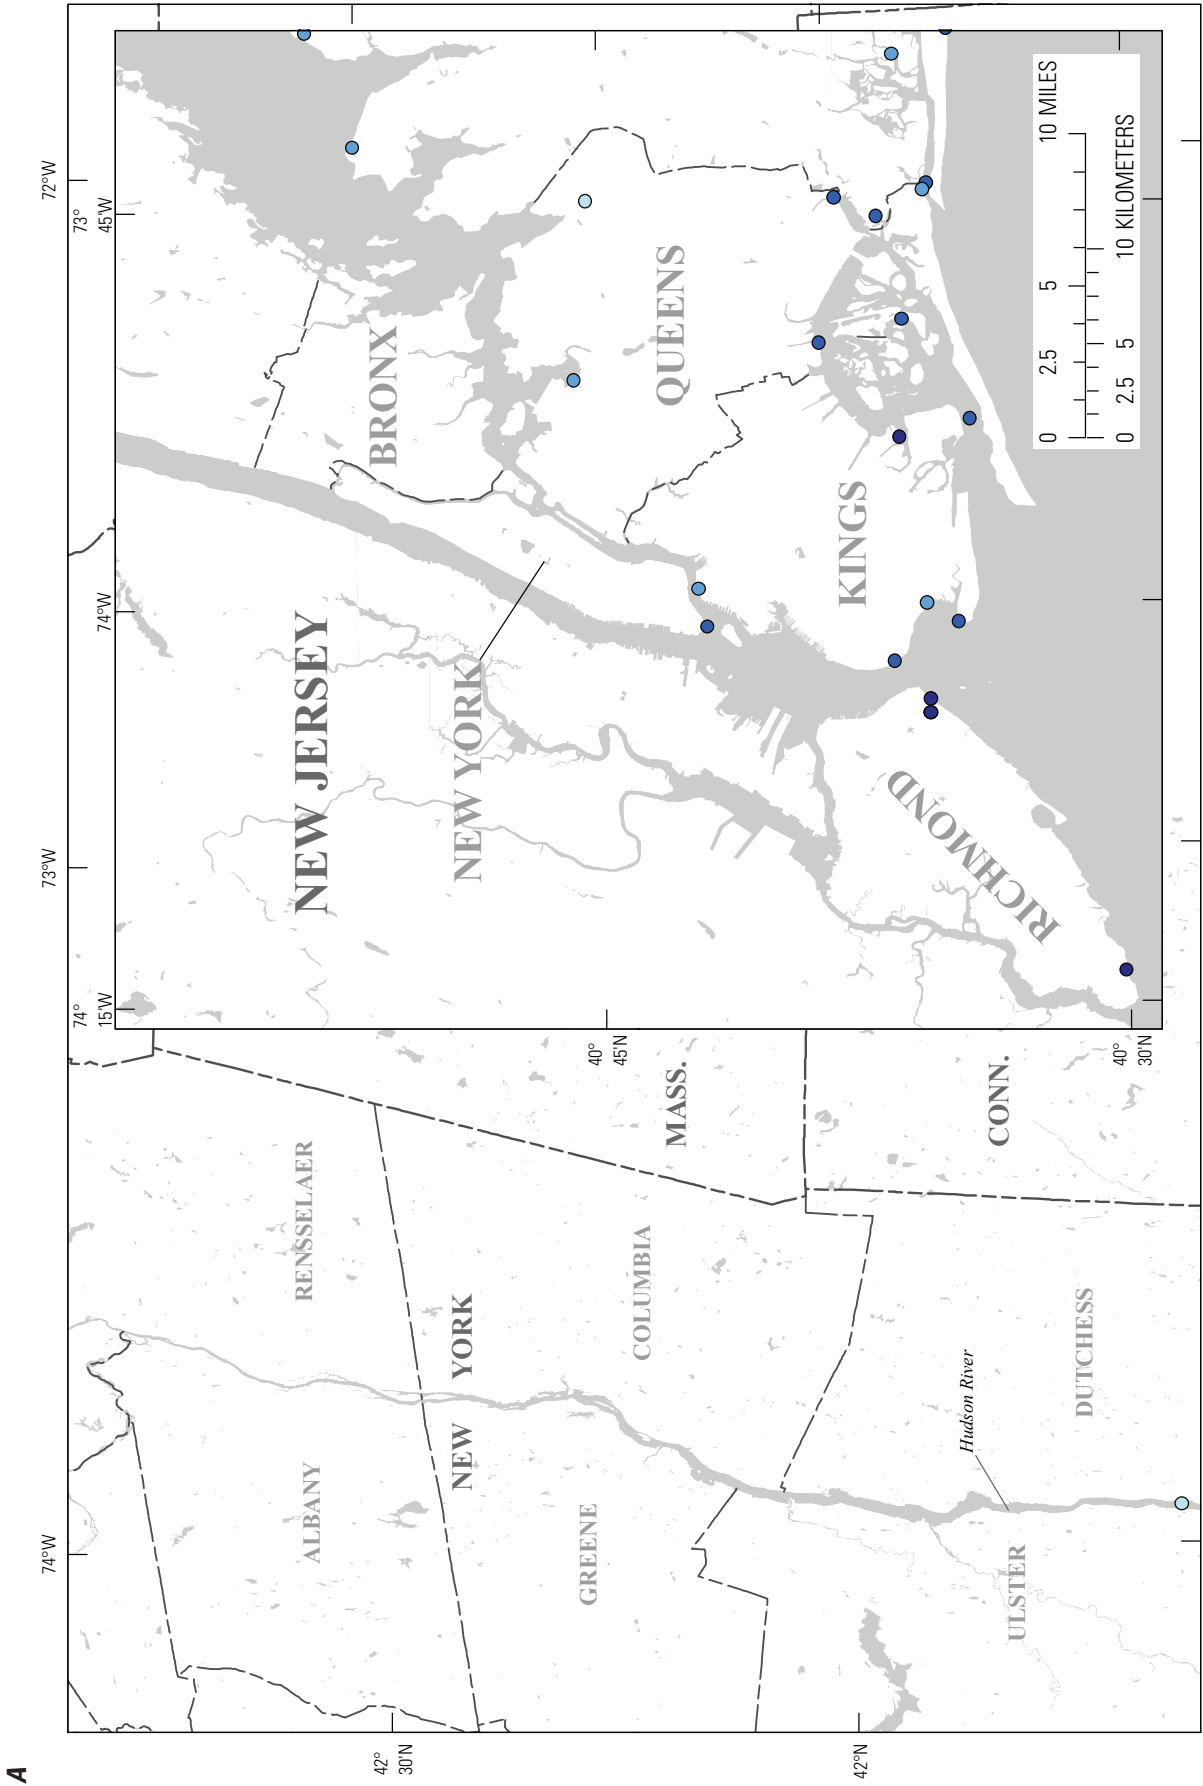 A
74°W
73°W
72°W
42°
30'N
42°N
ALBANY
RENSSELAER
NEW YORK
GREENE
COLUMBIA
MASS.
ULSTER
Hudson River
DUTCHESS
CONN.
74°
15'W
74°W
73°
45'W
40°
45'N
40°
30'N
NEW JERSEY
NEW YORK
BRONX
QUEENS
KINGS
RICHMOND
0 2.5 5 10 MILES
0 2.5 5 10 KILOMETERS